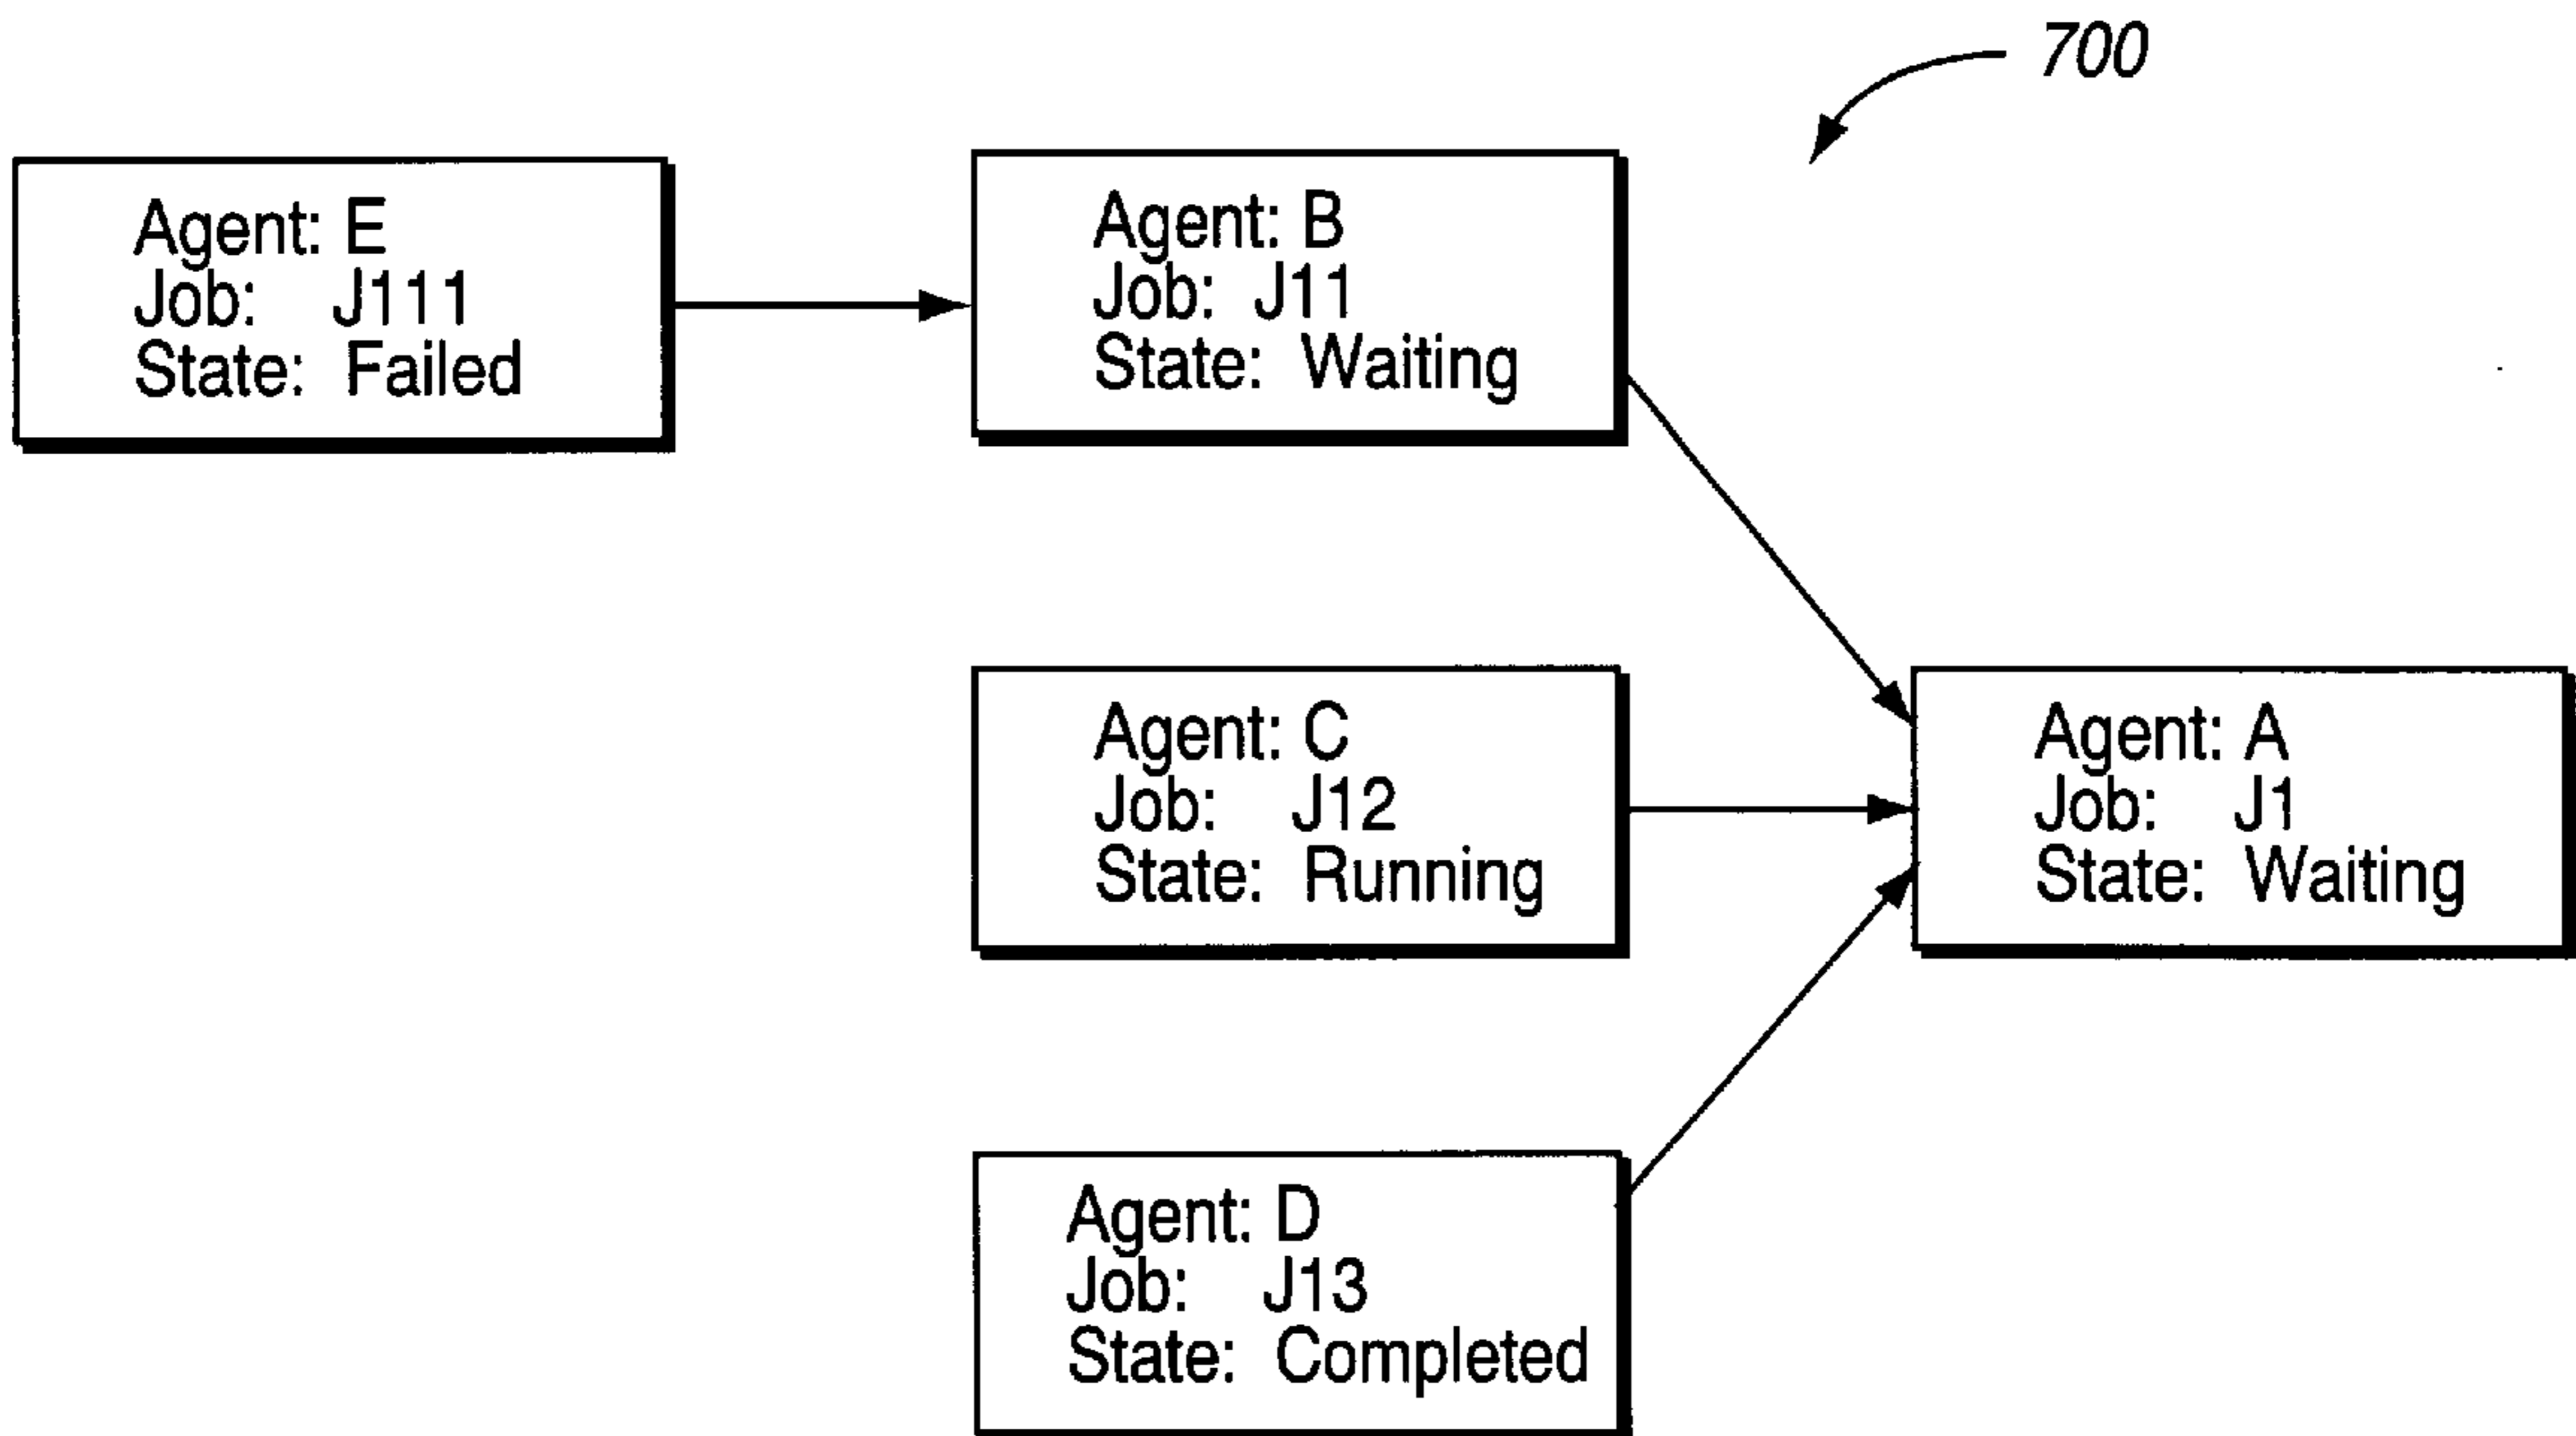 700
Agent: E
Job: J111
State: Failed
Agent: B
Job: J11
State: Waiting
Agent: C
Job: J12
State: Running
Agent: A
Job: J1
State: Waiting
Agent: D
Job: J13
State: Completed